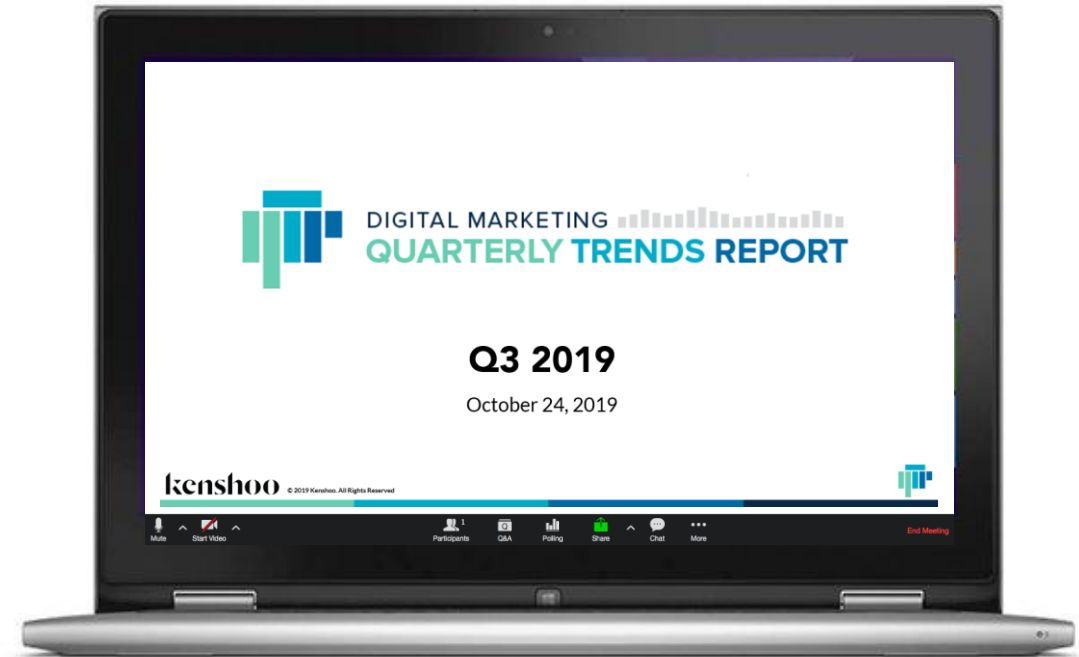 DIGITAL MARKETING
QUARTERLY TRENDS REPORT
Q3 2019
October 24, 2019
kenshoo © 2019 Kenshoo. All Rights Reserved
Mute Start Video Participants 1 Q&A Polling Share Chat More End Meeting